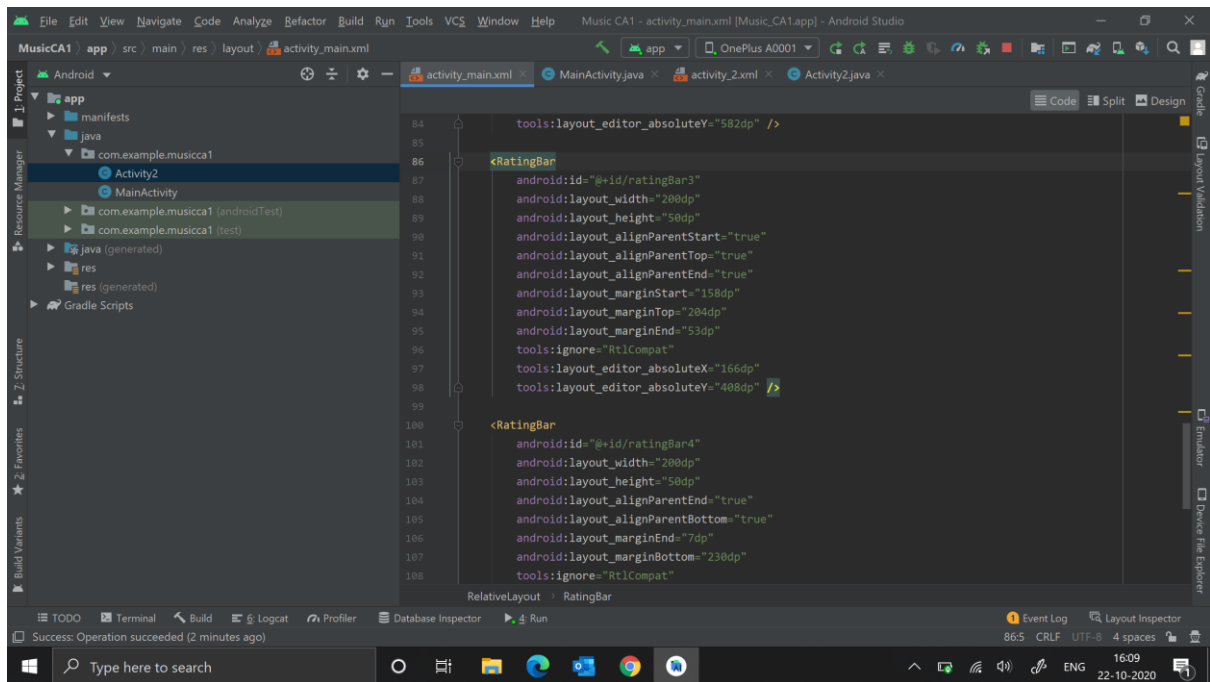 File Edit View Navigate Code Analyze Refactor Build Run Tools VCS Window Help Music CA1 - activity_main.xml [Music_CA1.app] - Android Studio
MusicCA1 app src main res layout activity_main.xml app OnePlus A0001
Android activity_main.xml MainActivity.java activity_2.xml Activity2.java
Code Split Design
1: Project
Resource Manager
Z: Structure
2: Favorites
Build Variants
app
manifests
java
com.example.musicca1
Activity2
MainActivity
com.example.musicca1 (androidTest)
com.example.musicca1 (test)
java (generated)
res
res (generated)
Gradle Scripts
84 tools:layout_editor_absoluteY="582dp" />
85
86 <RatingBar
87 android:id="@+id/ratingBar3"
88 android:layout_width="200dp"
89 android:layout_height="50dp"
90 android:layout_alignParentStart="true"
91 android:layout_alignParentTop="true"
92 android:layout_alignParentEnd="true"
93 android:layout_marginStart="158dp"
94 android:layout_marginTop="204dp"
95 android:layout_marginEnd="53dp"
96 tools:ignore="RtlCompat"
97 tools:layout_editor_absoluteX="166dp"
98 tools:layout_editor_absoluteY="408dp" />
99
100 <RatingBar
101 android:id="@+id/ratingBar4"
102 android:layout_width="200dp"
103 android:layout_height="50dp"
104 android:layout_alignParentEnd="true"
105 android:layout_alignParentBottom="true"
106 android:layout_marginEnd="7dp"
107 android:layout_marginBottom="230dp"
108 tools:ignore="RtlCompat"
RelativeLayout RatingBar
Gradle
Layout Validation
Emulator
Device File Explorer
TODO Terminal Build 6: Logcat Profiler Database Inspector 4: Run 1 Event Log Layout Inspector
Success: Operation succeeded (2 minutes ago) 86:5 CRLF UTF-8 4 spaces
Type here to search ENG 16:09
22-10-2020 1